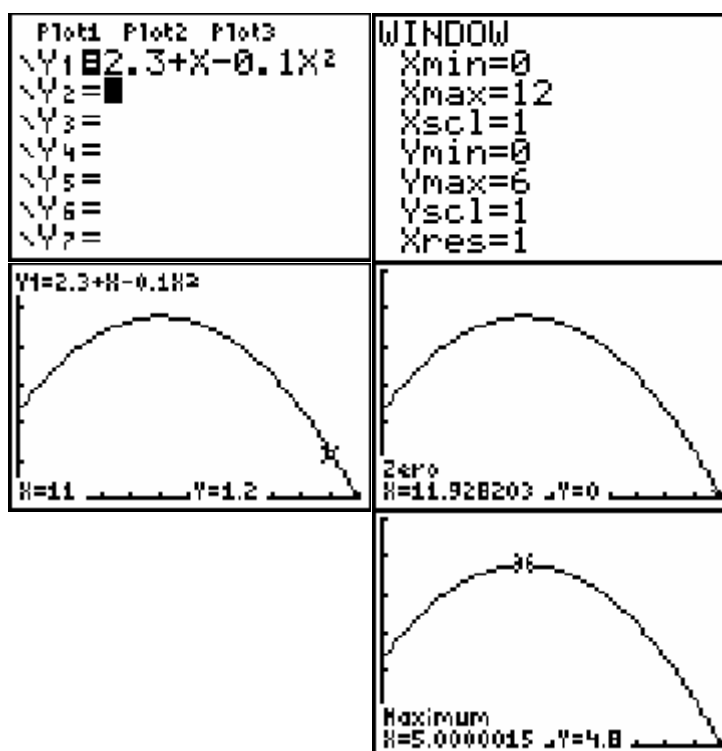 Plot1 Plot2 Plot3
\Y1=2.3+X-0.1X²
\Y2=
\Y3=
\Y4=
\Y5=
\Y6=
\Y7=
WINDOW
Xmin=0
Xmax=12
Xscl=1
Ymin=0
Ymax=6
Yscl=1
Xres=1
Y1=2.3+X-0.1X²
X=11 Y=1.2
Zero
X=11.928203 Y=0
Maximum
X=5.0000015 Y=4.8